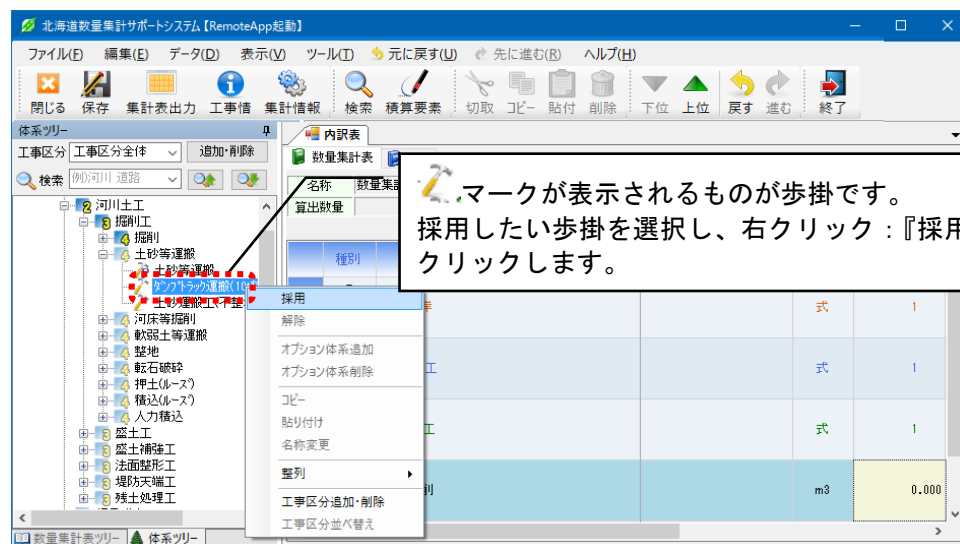 北海道数量集計サポートシステム【RemoteApp起動】
ファイル(F) 編集(E) データ(D) 表示(V) ツール(T) 元に戻す(U) 先に進む(R) ヘルプ(H)
閉じる 保存 集計表出力 工事情 集計情報 検索 積算要素 切取 コピー 貼付 削除 下位 上位 戻す 進む 終了
体系ツリー
工事区分 工事区分全体 追加・削除
検索 例)河川 道路
2 河川土工
3 掘削工
4 掘削
4 土砂等運搬
土砂等運搬
ダンプトラック運搬(10
土砂運搬工(不整
4 河床等掘削
4 軟弱土等運搬
4 整地
4 転石破砕
4 押土(ルーズ)
4 積込(ルーズ)
4 人力積込
3 盛土工
3 盛土補強工
3 法面整形工
3 堤防天端工
3 残土処理工
数量集計表ツリー 体系ツリー
内訳表
数量集計表
名称 数量集
算出数量
種別
マークが表示されるものが歩掛です。
採用したい歩掛を選択し、右クリック:『採用
クリックします。
採用
解除
オプション体系追加
オプション体系削除
コピー
貼り付け
名称変更
整列
工事区分追加・削除
工事区分並べ替え
式 1
工 式 1
工 式 1
削 m3 0.000